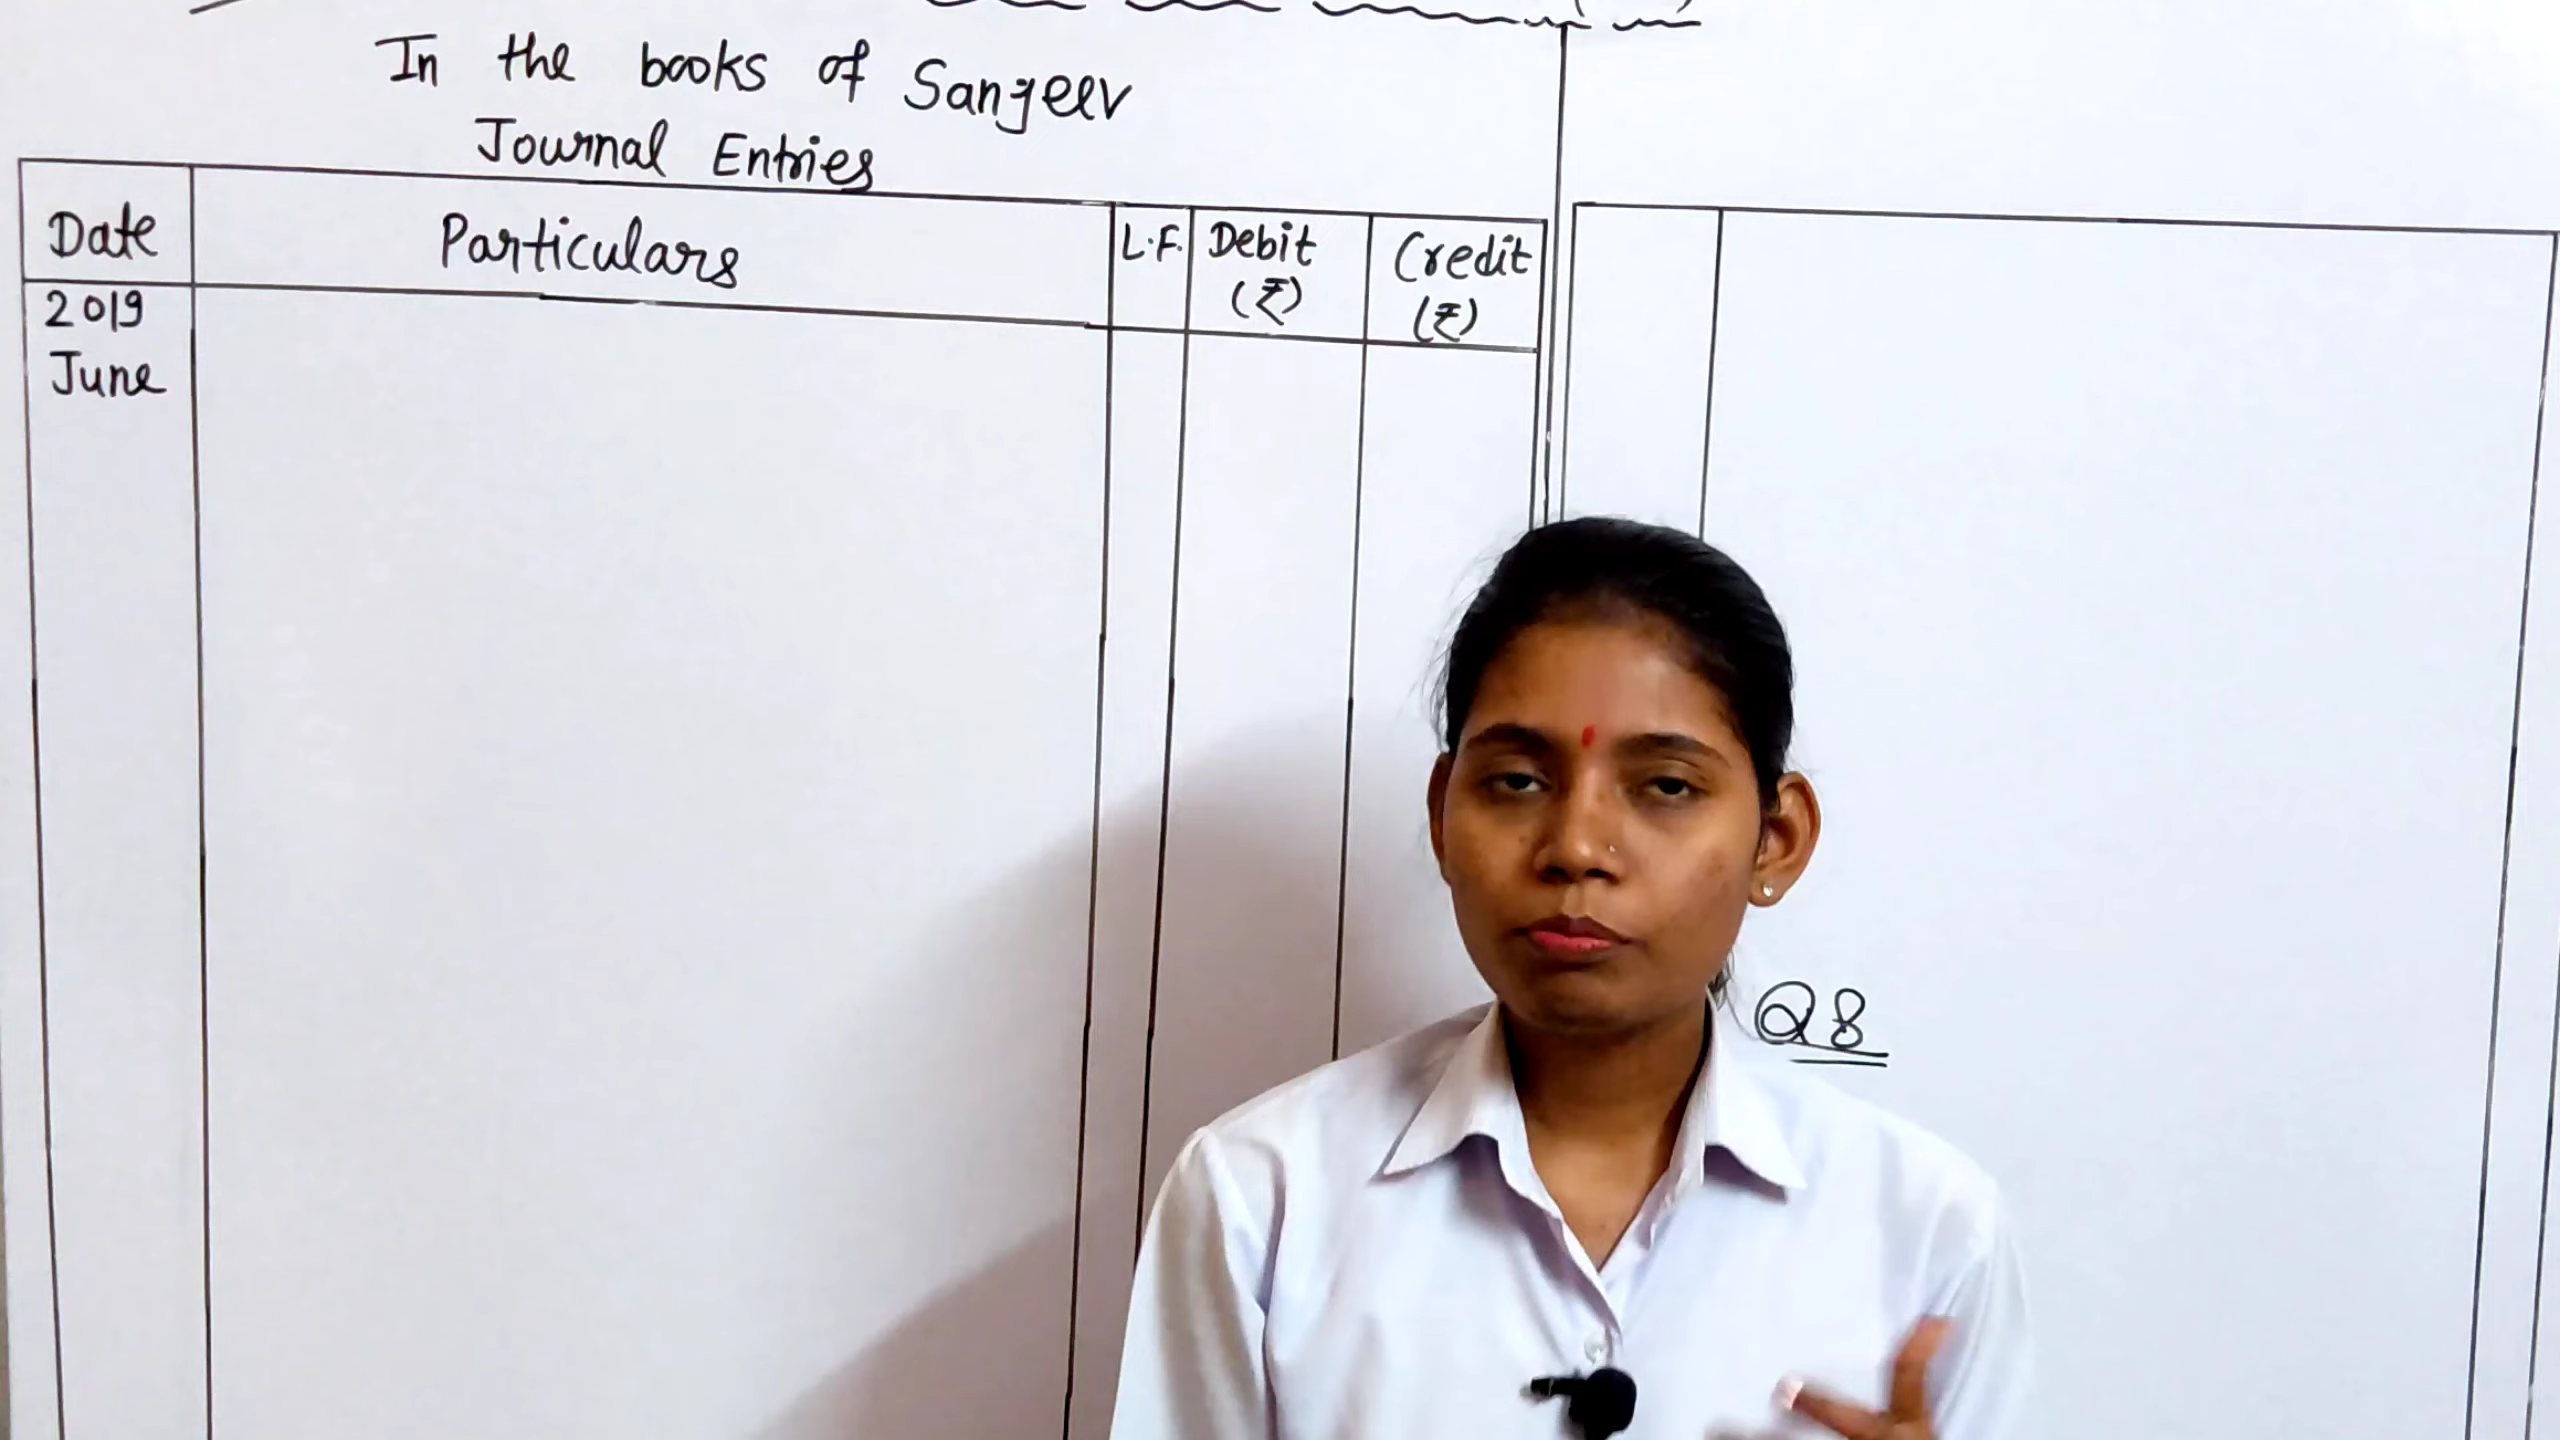 In the books of Sanjeev
Journal Entries
Date Particulars L.F. Debit (₹) Credit (₹)
2019
June
Q8